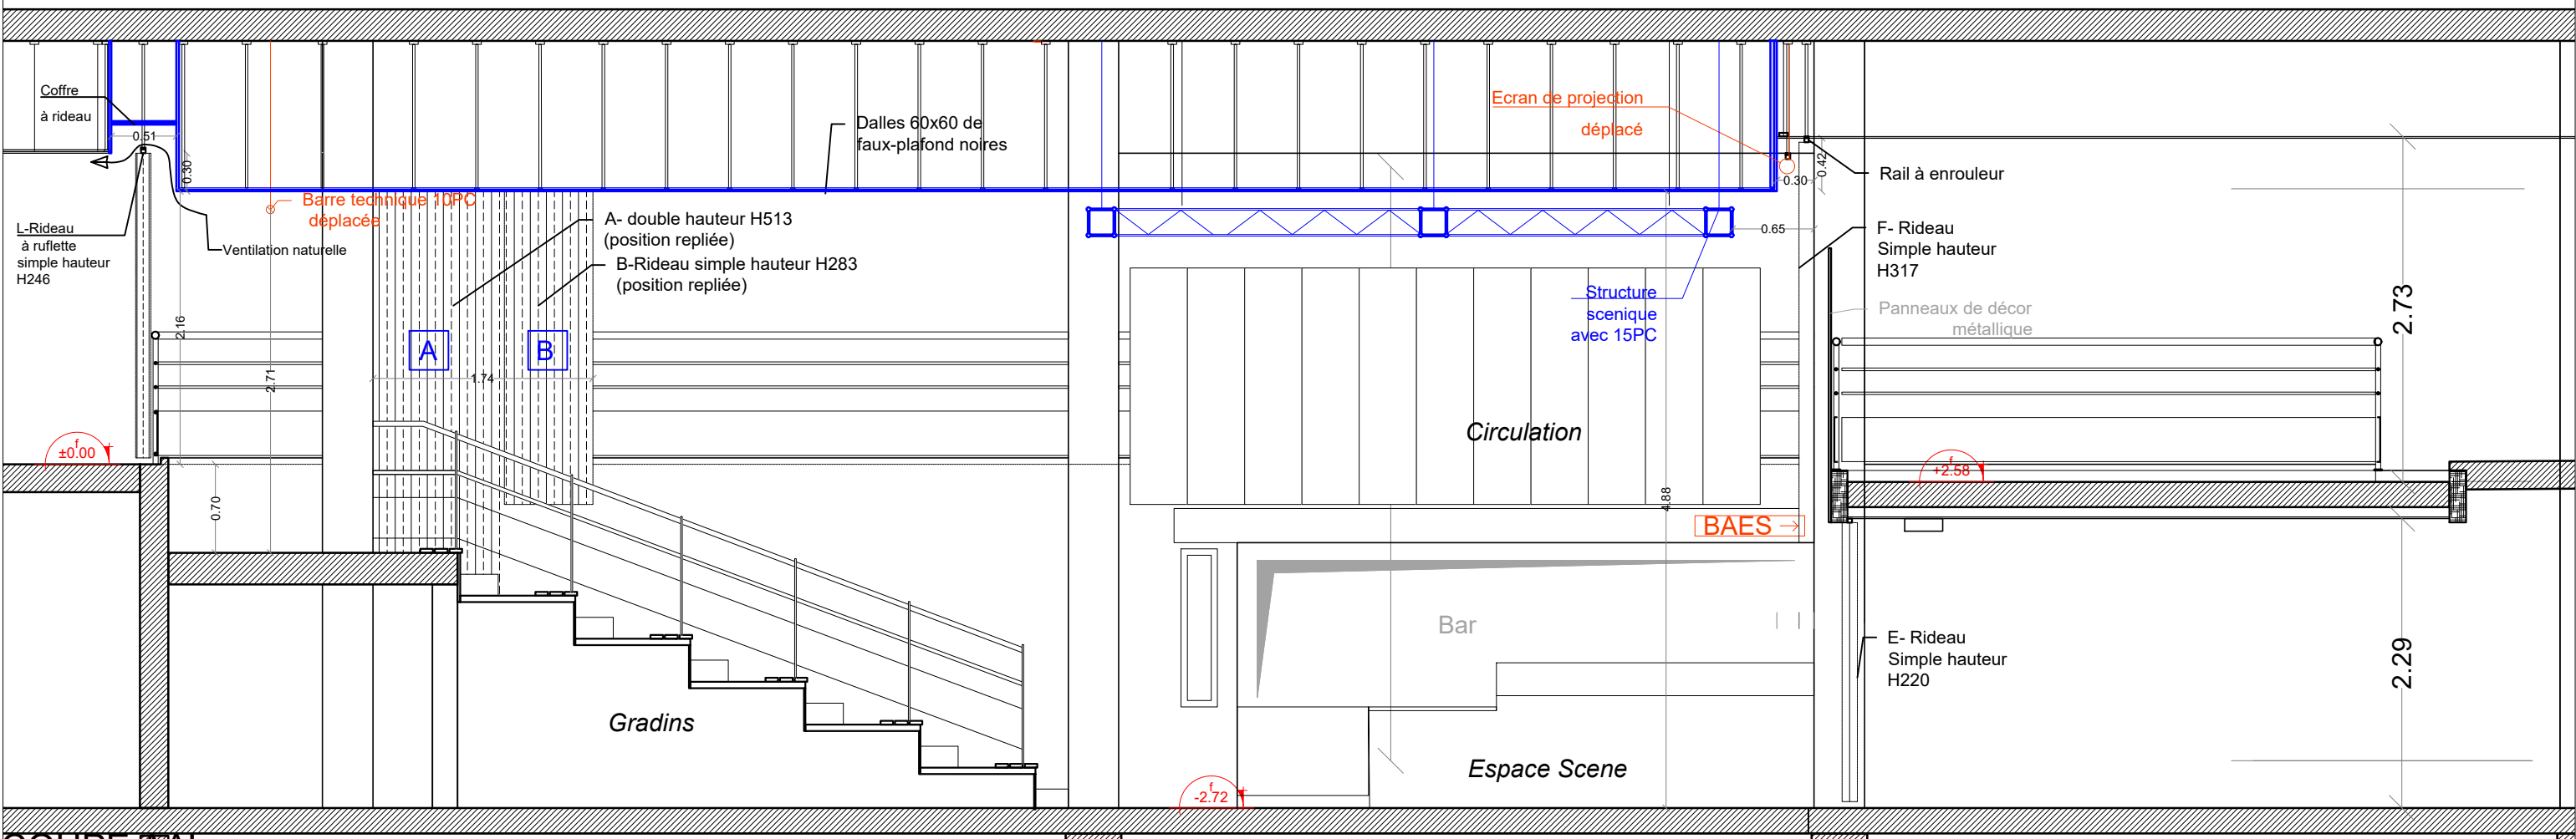 Coffre
à rideau
0.51
0.30
L-Rideau
à ruflette
simple hauteur
H246
Ventilation naturelle
Barre technique 10PC
déplacée
A- double hauteur H513
(position repliée)
B-Rideau simple hauteur H283
(position repliée)
Dalles 60x60 de
faux-plafond noires
Ecran de projection
déplacé
0.42
0.30
Rail à enrouleur
0.65
F- Rideau
Simple hauteur
H317
Structure
scenique
avec 15PC
Panneaux de décor
métallique
2.73
2.16
2.71
A
B
1.74
Circulation
f
±0.00
f
+2.58
0.70
4.88
BAES
Bar
E- Rideau
Simple hauteur
H220
2.29
Gradins
Espace Scene
f
-2.72